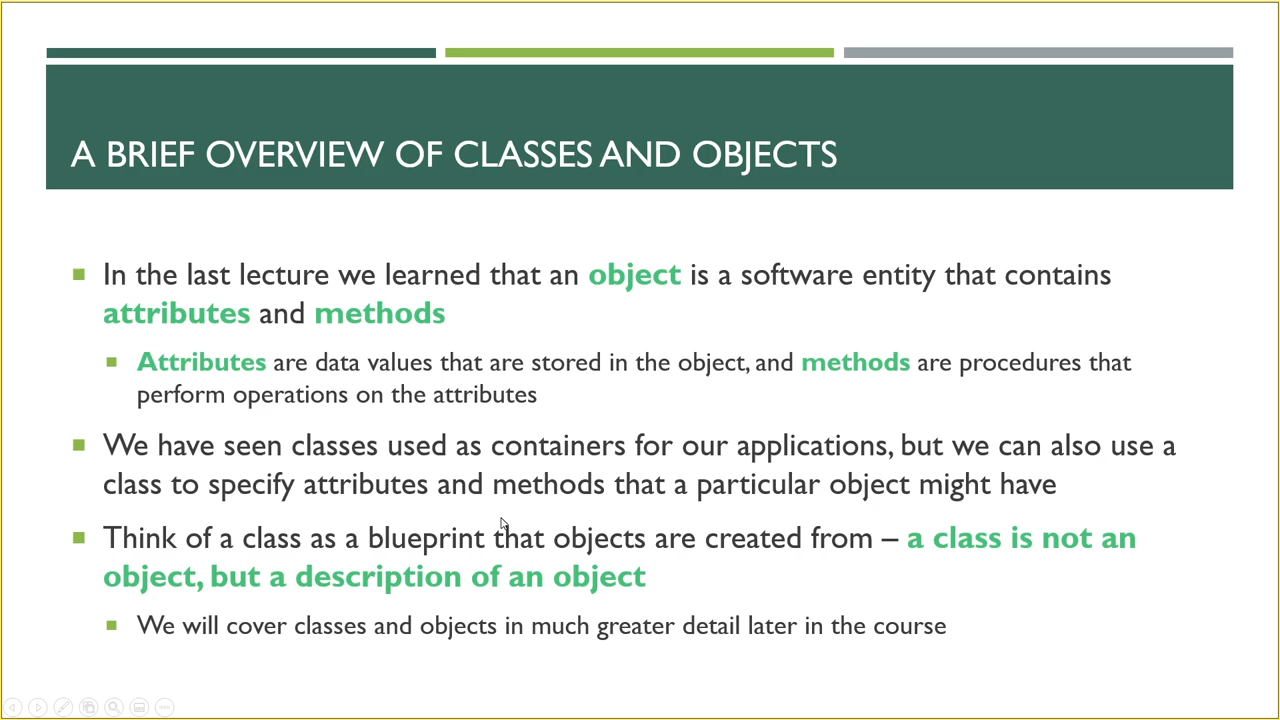 A BRIEF OVERVIEW OF CLASSES AND OBJECTS
In the last lecture we learned that an object is a software entity that contains
attributes and methods
Attributes are data values that are stored in the object, and methods are procedures that
perform operations on the attributes
We have seen classes used as containers for our applications, but we can also use a
class to specify attributes and methods that a particular object might have
Think of a class as a blueprint that objects are created from – a class is not an
object, but a description of an object
We will cover classes and objects in much greater detail later in the course